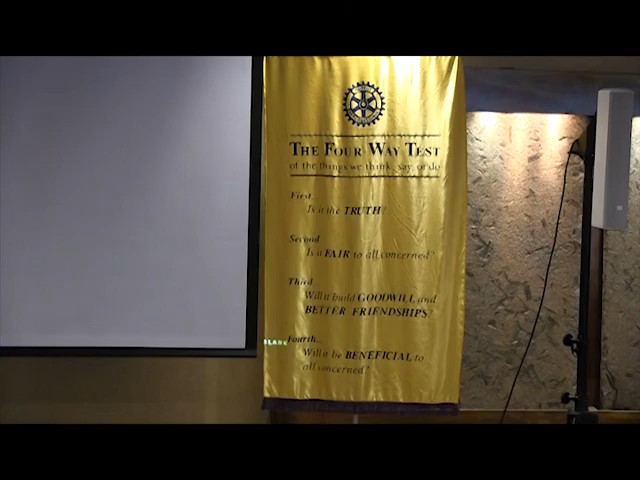 THE FOUR WAY TEST
of the things we think, say or do
First...
Is it the TRUTH?
Second
Is it FAIR to all concerned?
Third
Will it build GOODWILL and
BETTER FRIENDSHIPS?
BLANK
Fourth...
Will it be BENEFICIAL to
all concerned?